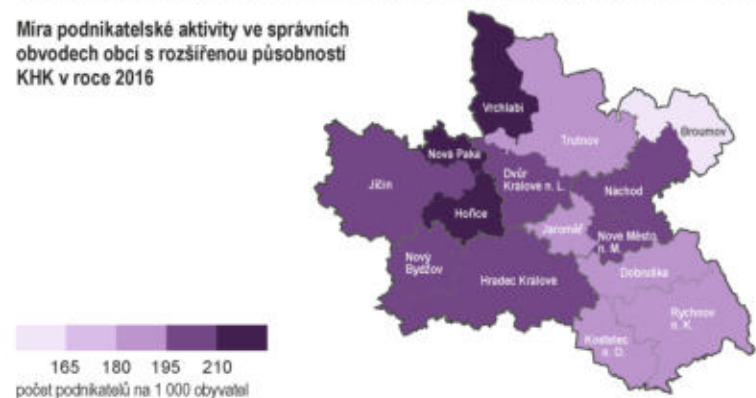 Míra podnikatelské aktivity ve správních
obvodech obcí s rozšířenou působností
KHK v roce 2016
Vrchlabí
Trutnov
Broumov
Nová Paka
Jičín
Dvůr
Králové n. L.
Náchod
Hořice
Jaroměř
Nové Město
n. M.
Nový
Bydžov
Hradec Králové
Dobruška
Rychnov
n. K.
Kostelec
n. O.
165 180 195 210
počet podnikatelů na 1 000 obyvatel